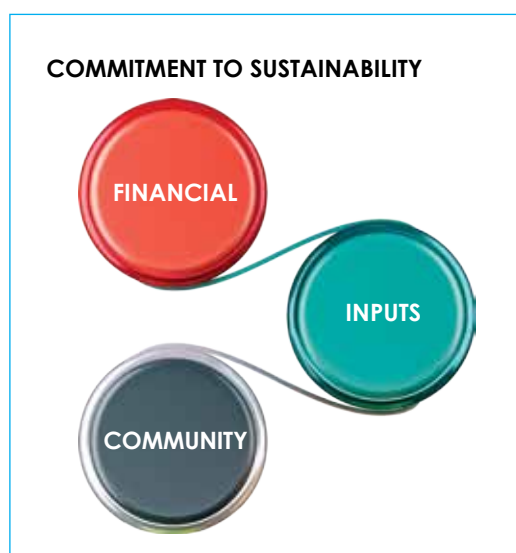 COMMITMENT TO SUSTAINABILITY
FINANCIAL
INPUTS
COMMUNITY